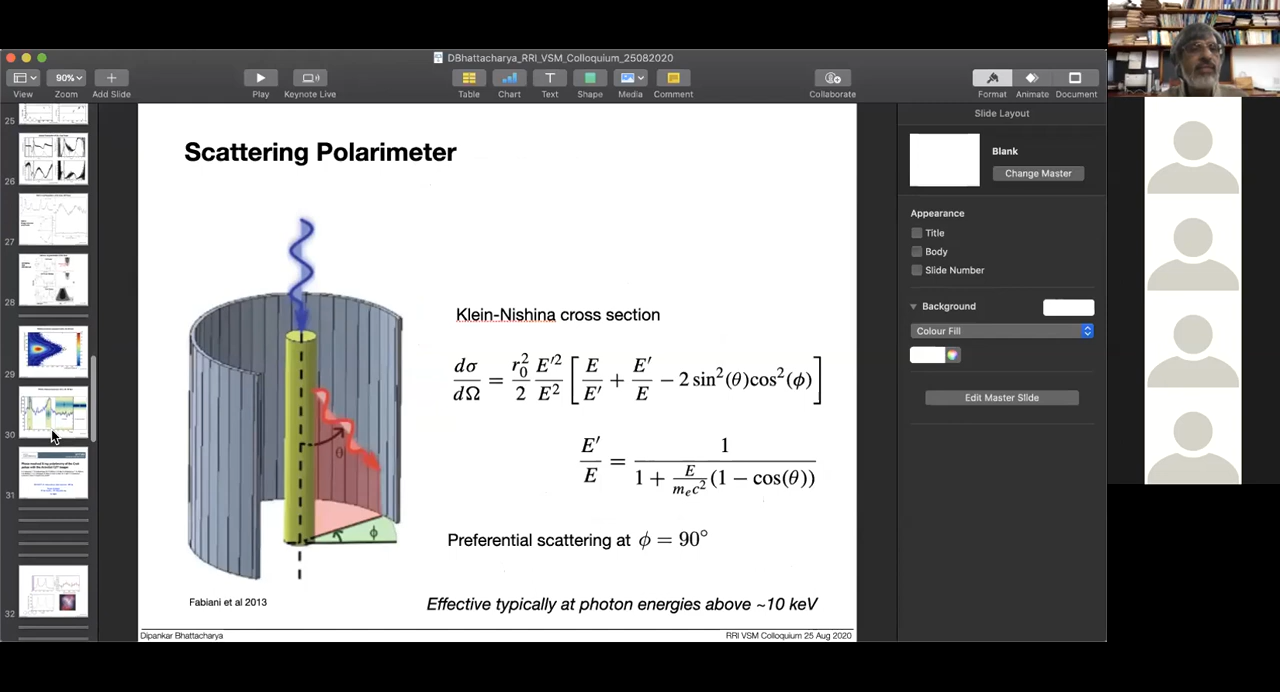 DBhattacharya_RRI_VSM_Colloquium_25082020
90%
View Zoom Add Slide Play Keynote Live Table Chart Text Shape Media Comment Collaborate Format Animate Document
Slide Layout
Blank
Change Master
Appearance
Title
Body
Slide Number
Background
Colour Fill
Edit Master Slide
25
26
27
28
29
30
31
32
Scattering Polarimeter
Klein-Nishina cross section
dσ/dΩ = r₀²/2 E′²/E² [E/E′ + E′/E − 2 sin²(θ)cos²(ϕ)]
E′/E = 1/(1 + E/mₑc² (1 − cos(θ)))
θ
ϕ
Preferential scattering at ϕ = 90°
Fabiani et al 2013
Effective typically at photon energies above ~10 keV
Dipankar Bhattacharya
RRI VSM Colloquium 25 Aug 2020